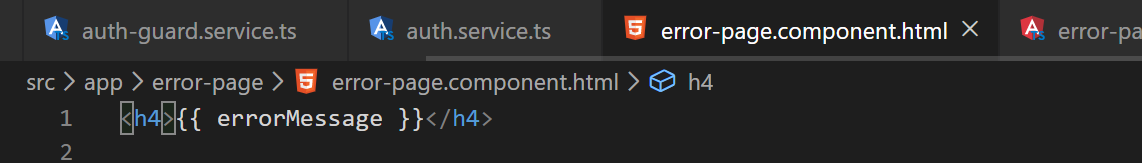 auth-guard.service.ts auth.service.ts error-page.component.html error-pa
src app error-page error-page.component.html h4
1 <h4>{{ errorMessage }}</h4>
2